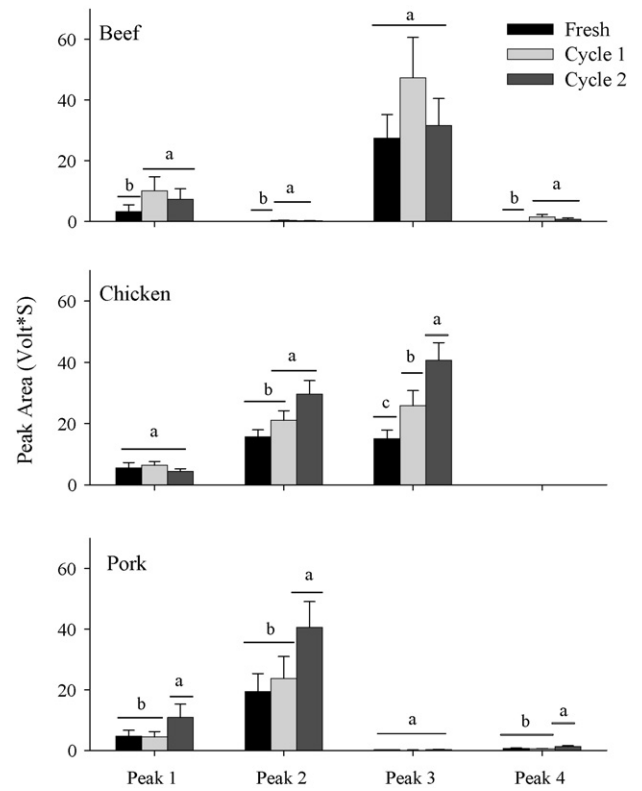 Beef
Fresh
Cycle 1
Cycle 2
60
40
20
0
b
a
b
a
a
b
a
Chicken
60
40
20
0
a
b
a
c
b
a
Peak Area (Volt*S)
Pork
60
40
20
0
b
a
b
a
a
b
a
Peak 1
Peak 2
Peak 3
Peak 4